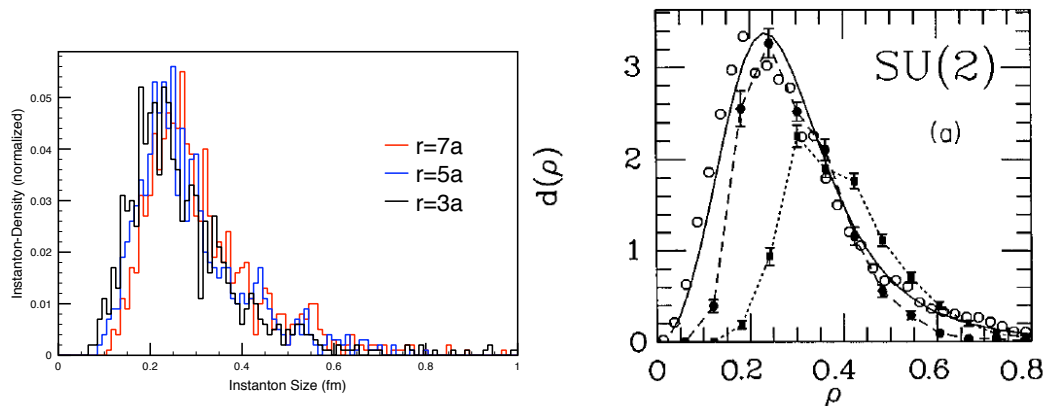 Instanton-Density (normalized)
0.05
0.04
0.03
0.02
0.01
0
r=7a
r=5a
r=3a
0 0.2 0.4 0.6 0.8 1
Instanton Size (fm)
d(ρ)
3
2
1
0
SU(2)
(a)
0 0.2 0.4 0.6 0.8
ρ